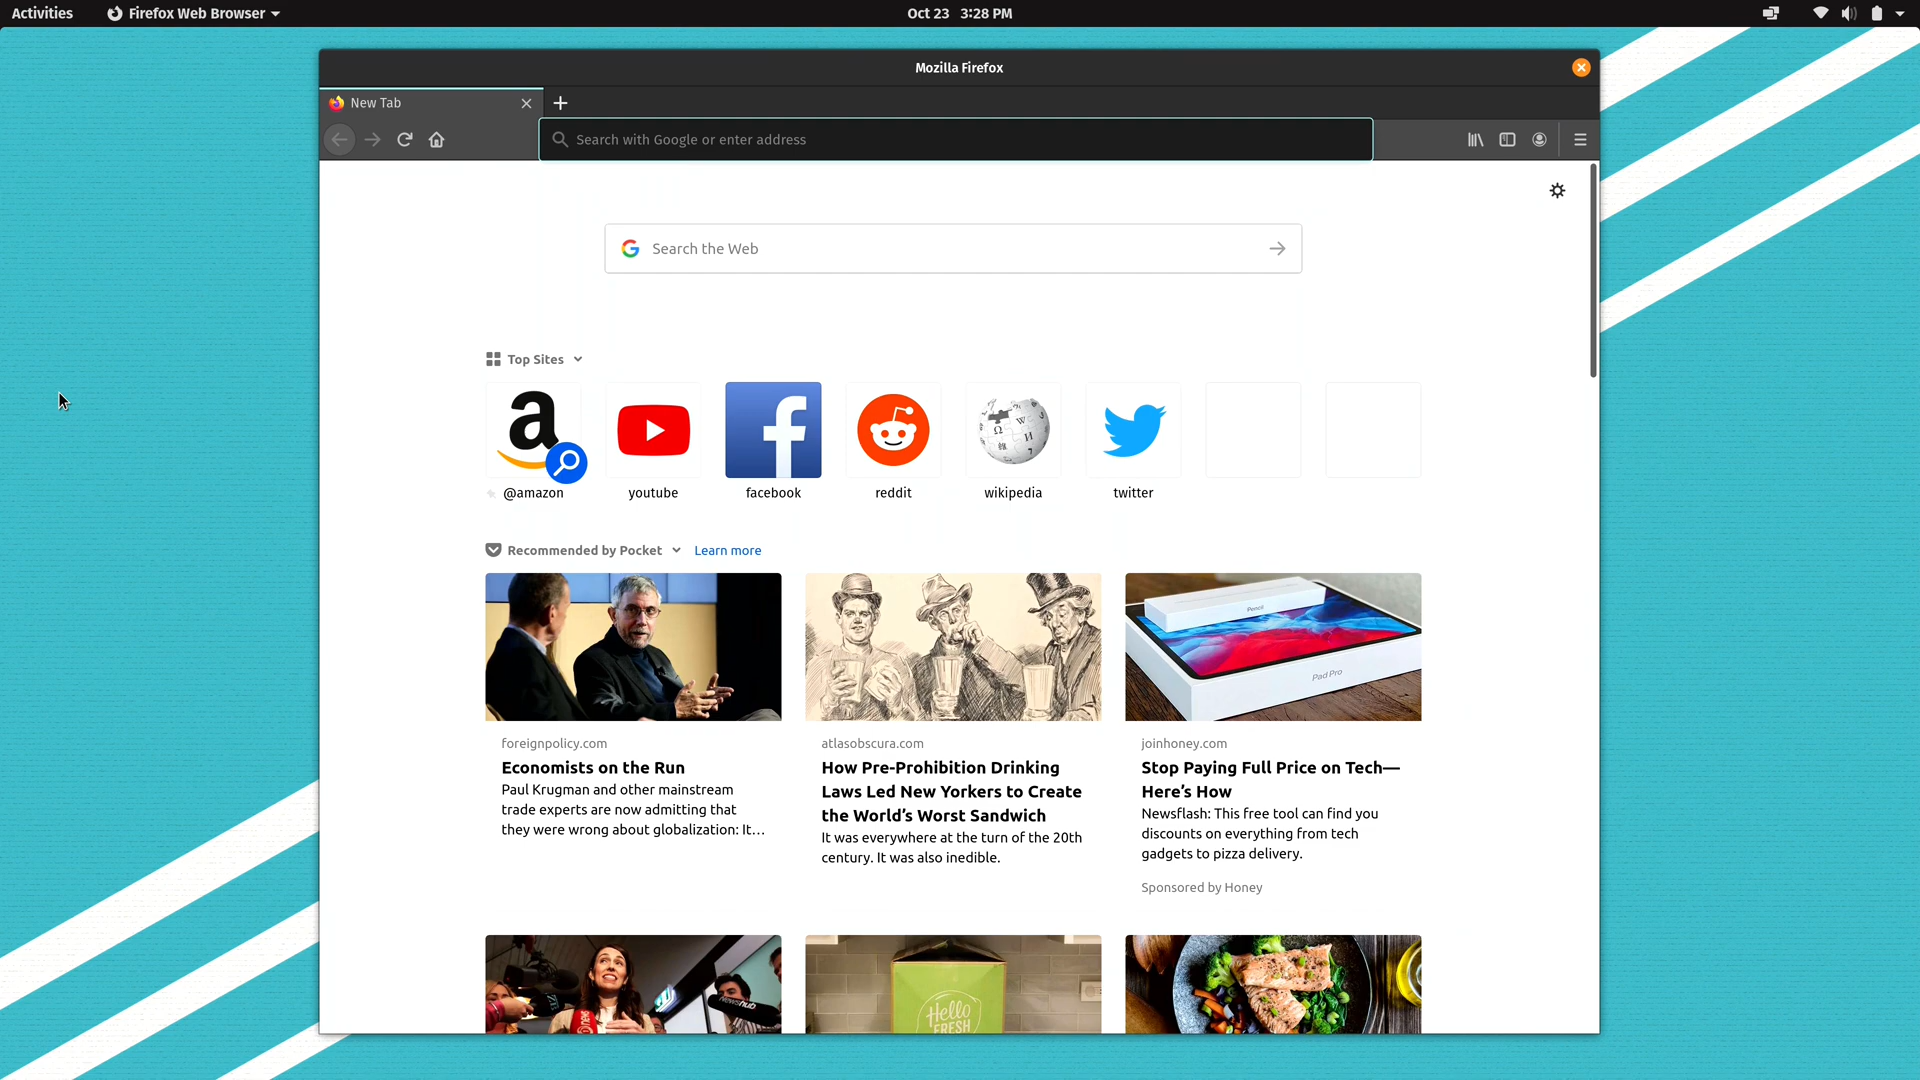 Activities
Firefox Web Browser
Oct 23 3:28 PM
Mozilla Firefox
New Tab
Search with Google or enter address
Search the Web
Top Sites
@amazon
youtube
facebook
reddit
wikipedia
twitter
Recommended by Pocket
Learn more
Pencil
Pad Pro
foreignpolicy.com
Economists on the Run
Paul Krugman and other mainstream
trade experts are now admitting that
they were wrong about globalization: It…
atlasobscura.com
How Pre-Prohibition Drinking
Laws Led New Yorkers to Create
the World’s Worst Sandwich
It was everywhere at the turn of the 20th
century. It was also inedible.
joinhoney.com
Stop Paying Full Price on Tech—
Here’s How
Newsflash: This free tool can find you
discounts on everything from tech
gadgets to pizza delivery.
Sponsored by Honey
Newshub
Hello
FRESH